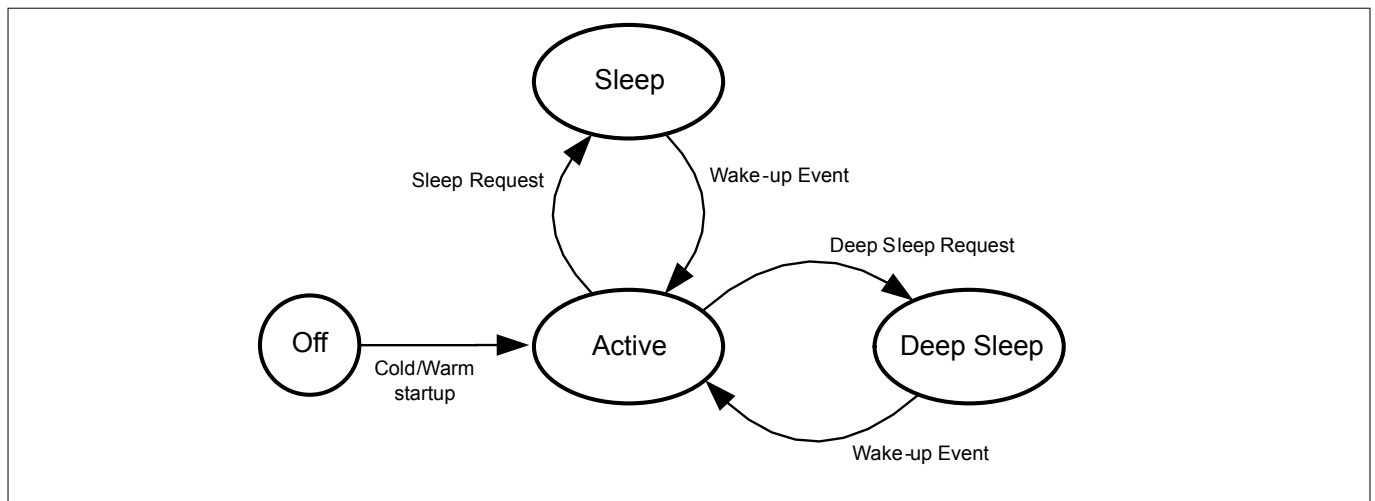 Sleep
Sleep Request
Wake-up Event
Deep Sleep Request
Off
Cold/Warm
startup
Active
Deep Sleep
Wake-up Event